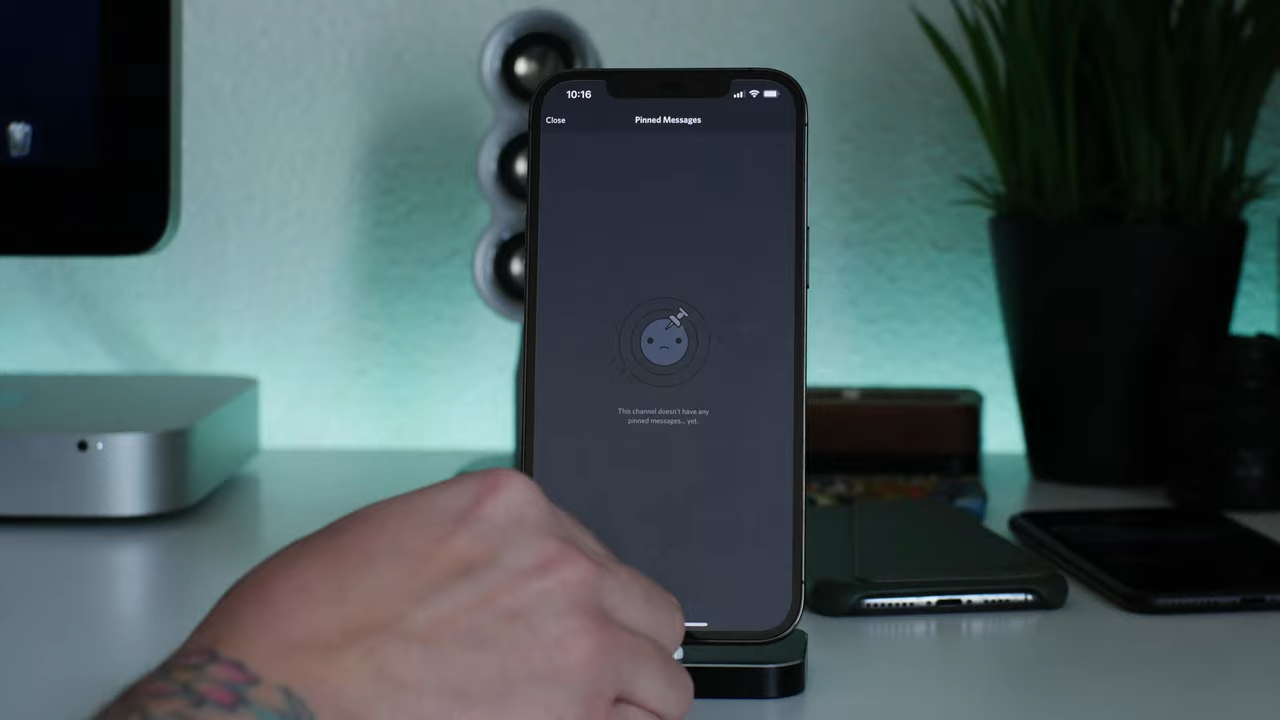 10:16
Close
Pinned Messages
This channel doesn't have any
pinned messages... yet.